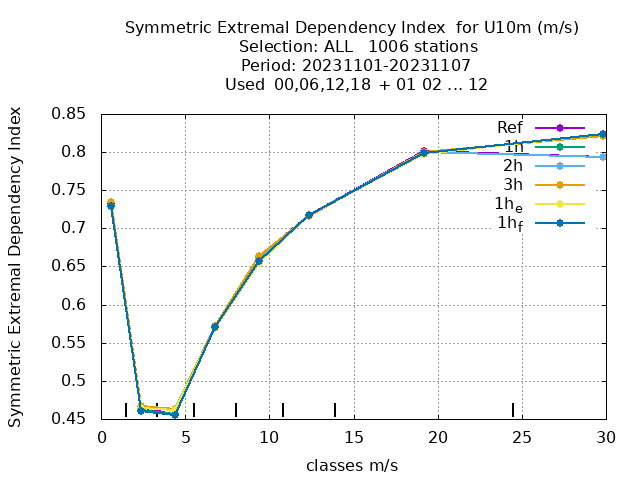 Symmetric Extremal Dependency Index for U10m (m/s)
Selection: ALL 1006 stations
Period: 20231101-20231107
Used 00,06,12,18 + 01 02 ... 12
Symmetric Extremal Dependency Index
0.85
0.8
0.75
0.7
0.65
0.6
0.55
0.5
0.45
Ref
1h
2h
3h
1he
1hf
0 5 10 15 20 25 30
classes m/s